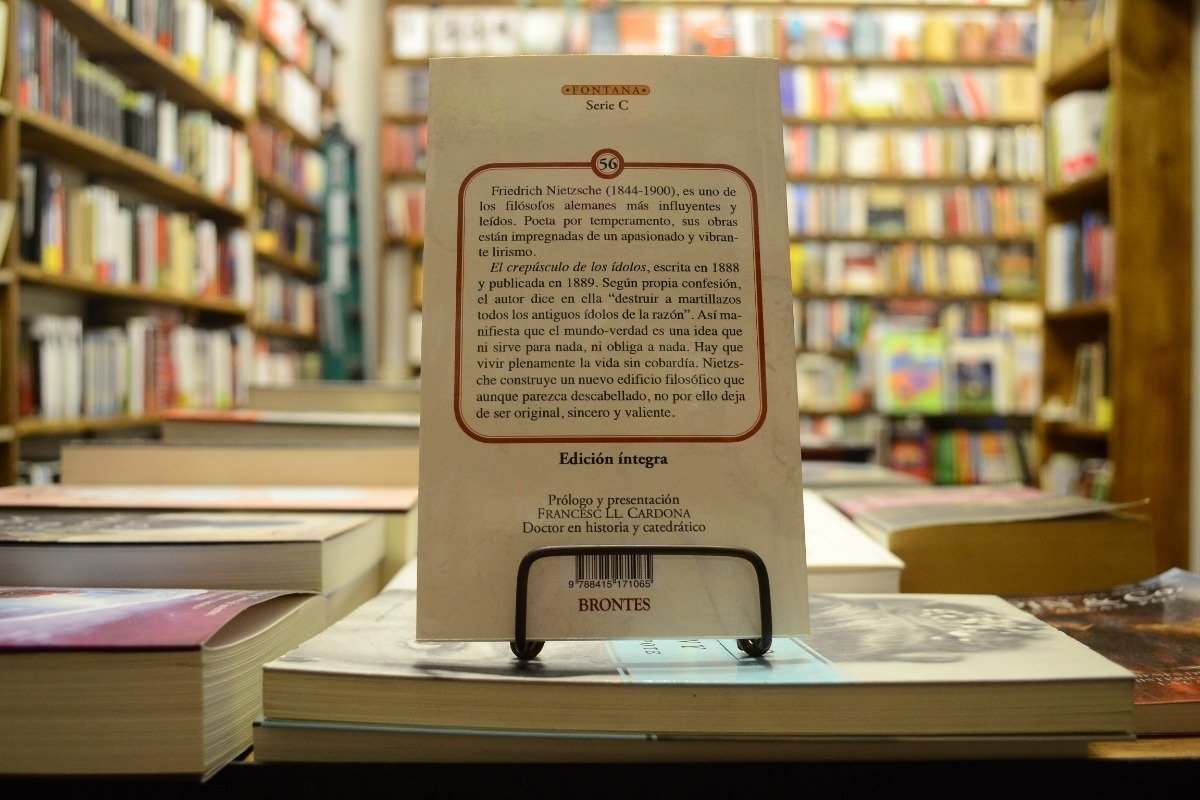 •FONTANA•
Serie C
56
Friedrich Nietzsche (1844-1900), es uno de
los filósofos alemanes más influyentes y
leídos. Poeta por temperamento, sus obras
están impregnadas de un apasionado y vibran-
te lirismo.
El crepúsculo de los ídolos, escrita en 1888
y publicada en 1889. Según propia confesión,
el autor dice en ella “destruir a martillazos
todos los antiguos ídolos de la razón”. Así ma-
nifiesta que el mundo-verdad es una idea que
ni sirve para nada, ni obliga a nada. Hay que
vivir plenamente la vida sin cobardía. Nietzs-
che construye un nuevo edificio filosófico que
aunque parezca descabellado, no por ello deja
de ser original, sincero y valiente.
Edición íntegra
Prólogo y presentación
FRANCESC LL. CARDONA
Doctor en historia y catedrático
9 788415 171065
BRONTES